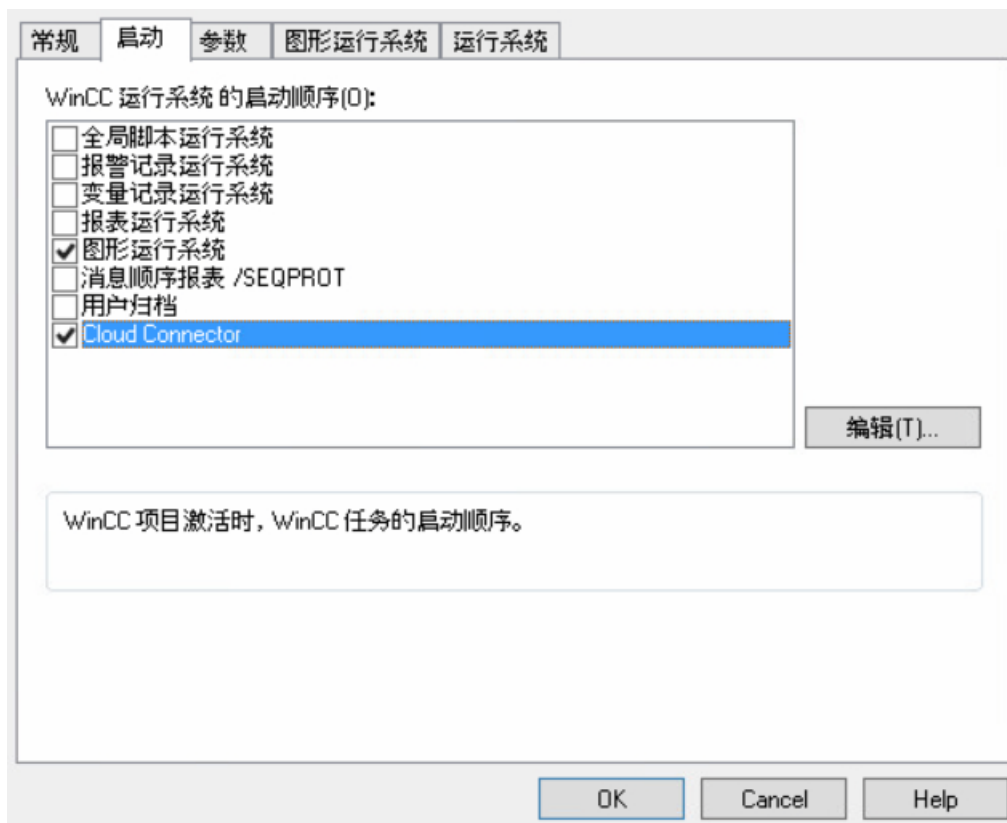 常规 启动 参数 图形运行系统 运行系统
WinCC 运行系统 的启动顺序(O):
全局脚本运行系统
报警记录运行系统
变量记录运行系统
报表运行系统
图形运行系统
消息顺序报表 /SEQPROT
用户归档
Cloud Connector
编辑(T)...
WinCC 项目激活时, WinCC 任务的启动顺序。
OK Cancel Help